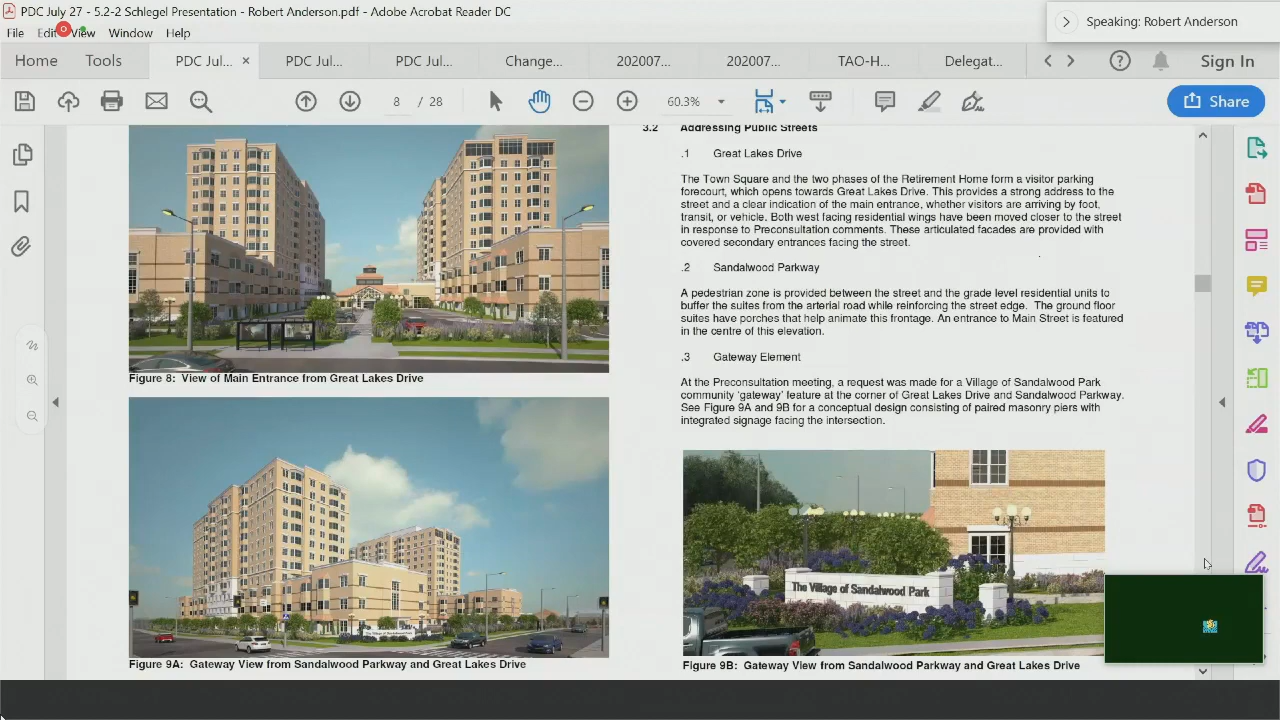 PDC July 27 - 5.2-2 Schlegel Presentation - Robert Anderson.pdf - Adobe Acrobat Reader DC
Speaking: Robert Anderson
File Edit View Window Help
Home Tools PDC Jul... × PDC Jul... PDC Jul... Change... 202007... 202007... TAO-H... Delegat... Sign In
8 / 28 60.3% Share
3.2 Addressing Public Streets
.1 Great Lakes Drive
The Town Square and the two phases of the Retirement Home form a visitor parking
forecourt, which opens towards Great Lakes Drive. This provides a strong address to the
street and a clear indication of the main entrance, whether visitors are arriving by foot,
transit, or vehicle. Both west facing residential wings have been moved closer to the street
in response to Preconsultation comments. These articulated facades are provided with
covered secondary entrances facing the street.
.2 Sandalwood Parkway
A pedestrian zone is provided between the street and the grade level residential units to
buffer the suites from the arterial road while reinforcing the street edge. The ground floor
suites have porches that help animate this frontage. An entrance to Main Street is featured
in the centre of this elevation.
.3 Gateway Element
At the Preconsultation meeting, a request was made for a Village of Sandalwood Park
community 'gateway' feature at the corner of Great Lakes Drive and Sandalwood Parkway.
See Figure 9A and 9B for a conceptual design consisting of paired masonry piers with
integrated signage facing the intersection.
Figure 8: View of Main Entrance from Great Lakes Drive
The Village of Sandalwood Park
Figure 9A: Gateway View from Sandalwood Parkway and Great Lakes Drive
The Village of Sandalwood Park
Figure 9B: Gateway View from Sandalwood Parkway and Great Lakes Drive